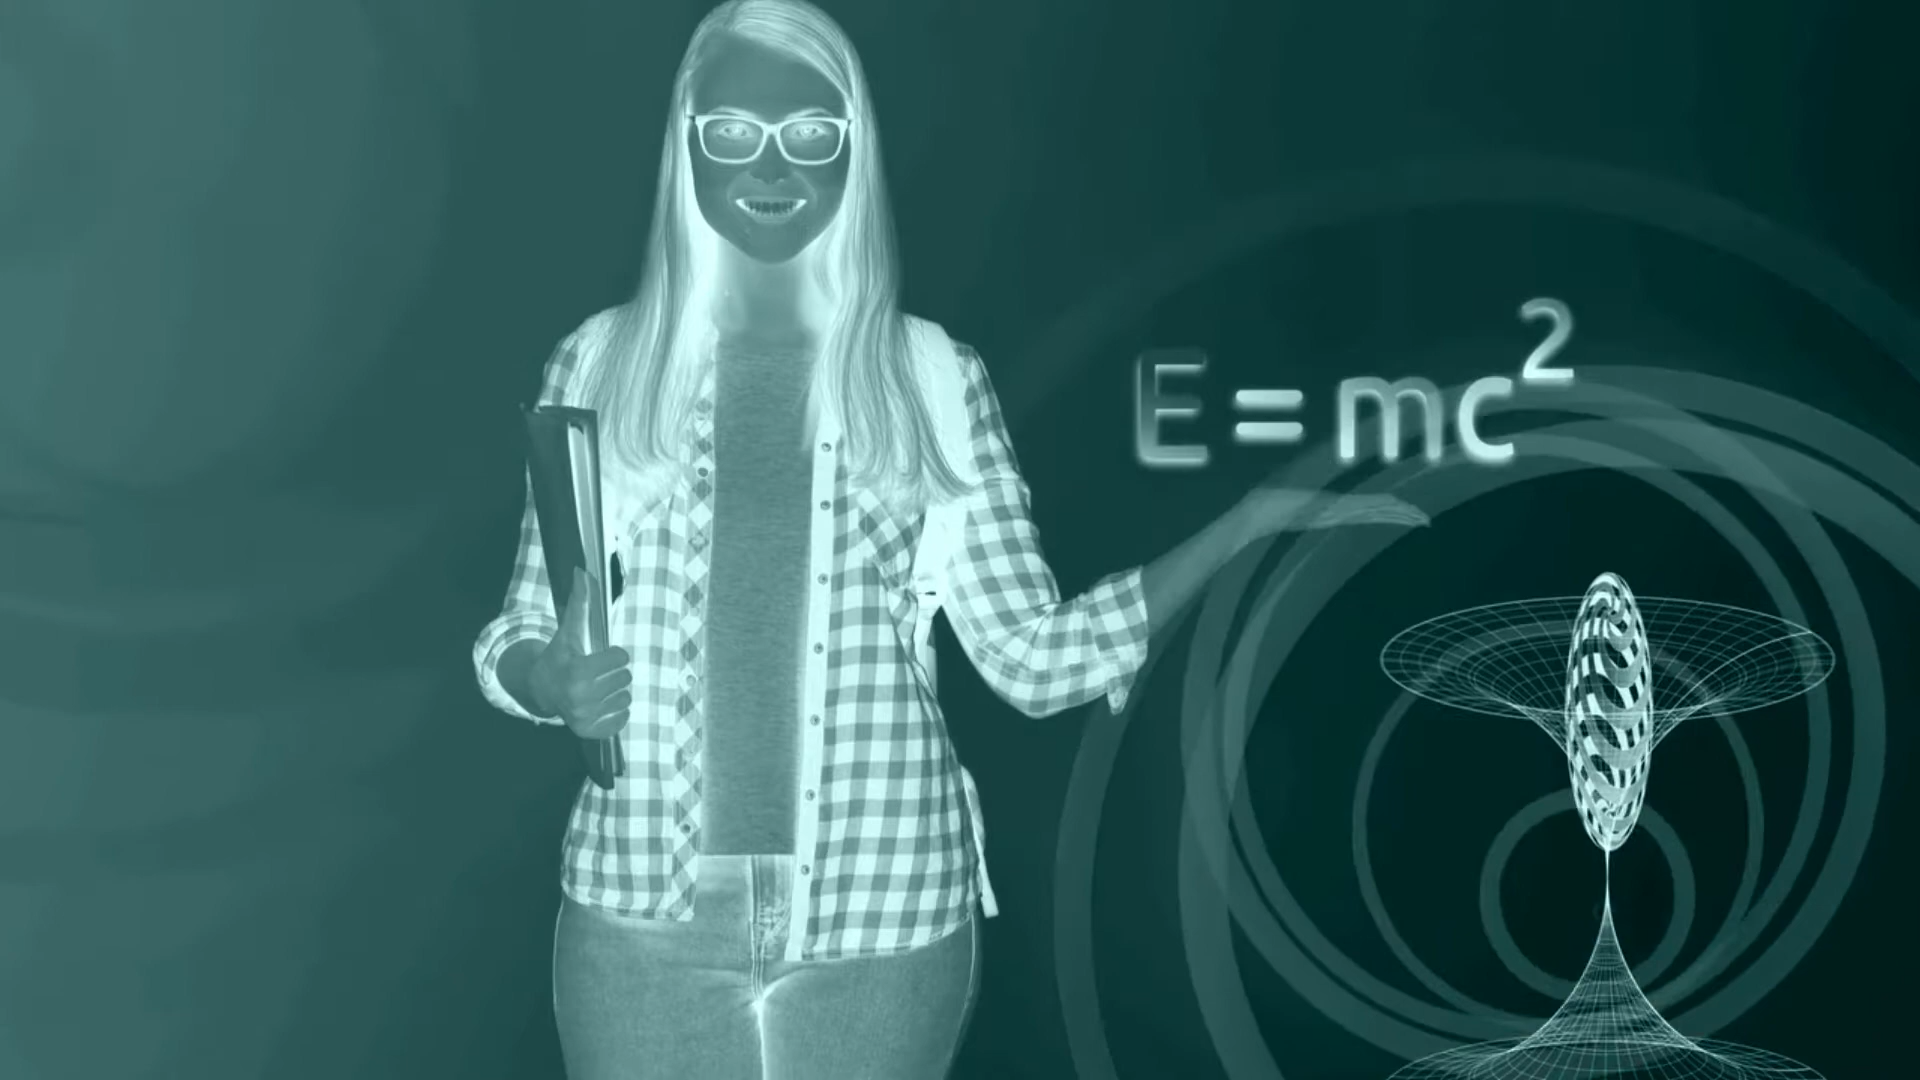 E = mc²